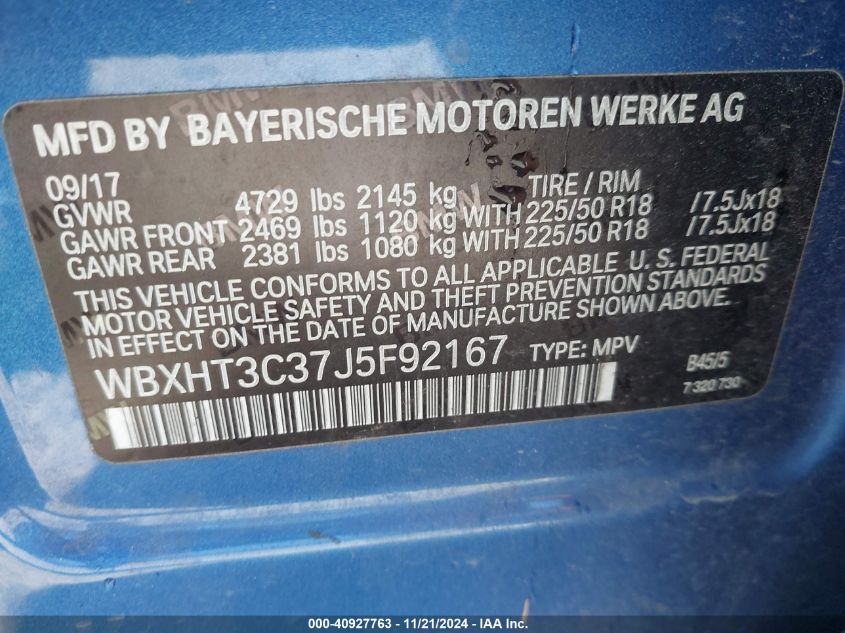 MFD BY BAYERISCHE MOTOREN WERKE AG
09/17 TIRE / RIM
GVWR 4729 lbs 2145 kg
GAWR FRONT 2469 lbs 1120 kg WITH 225/50 R18 /7.5Jx18
GAWR REAR 2381 lbs 1080 kg WITH 225/50 R18 /7.5Jx18
THIS VEHICLE CONFORMS TO ALL APPLICABLE U. S. FEDERAL
MOTOR VEHICLE SAFETY AND THEFT PREVENTION STANDARDS
IN EFFECT ON THE DATE OF MANUFACTURE SHOWN ABOVE.
WBXHT3C37J5F92167 TYPE: MPV B45/5
7 320 730
000-40927763 - 11/21/2024 - IAA Inc.